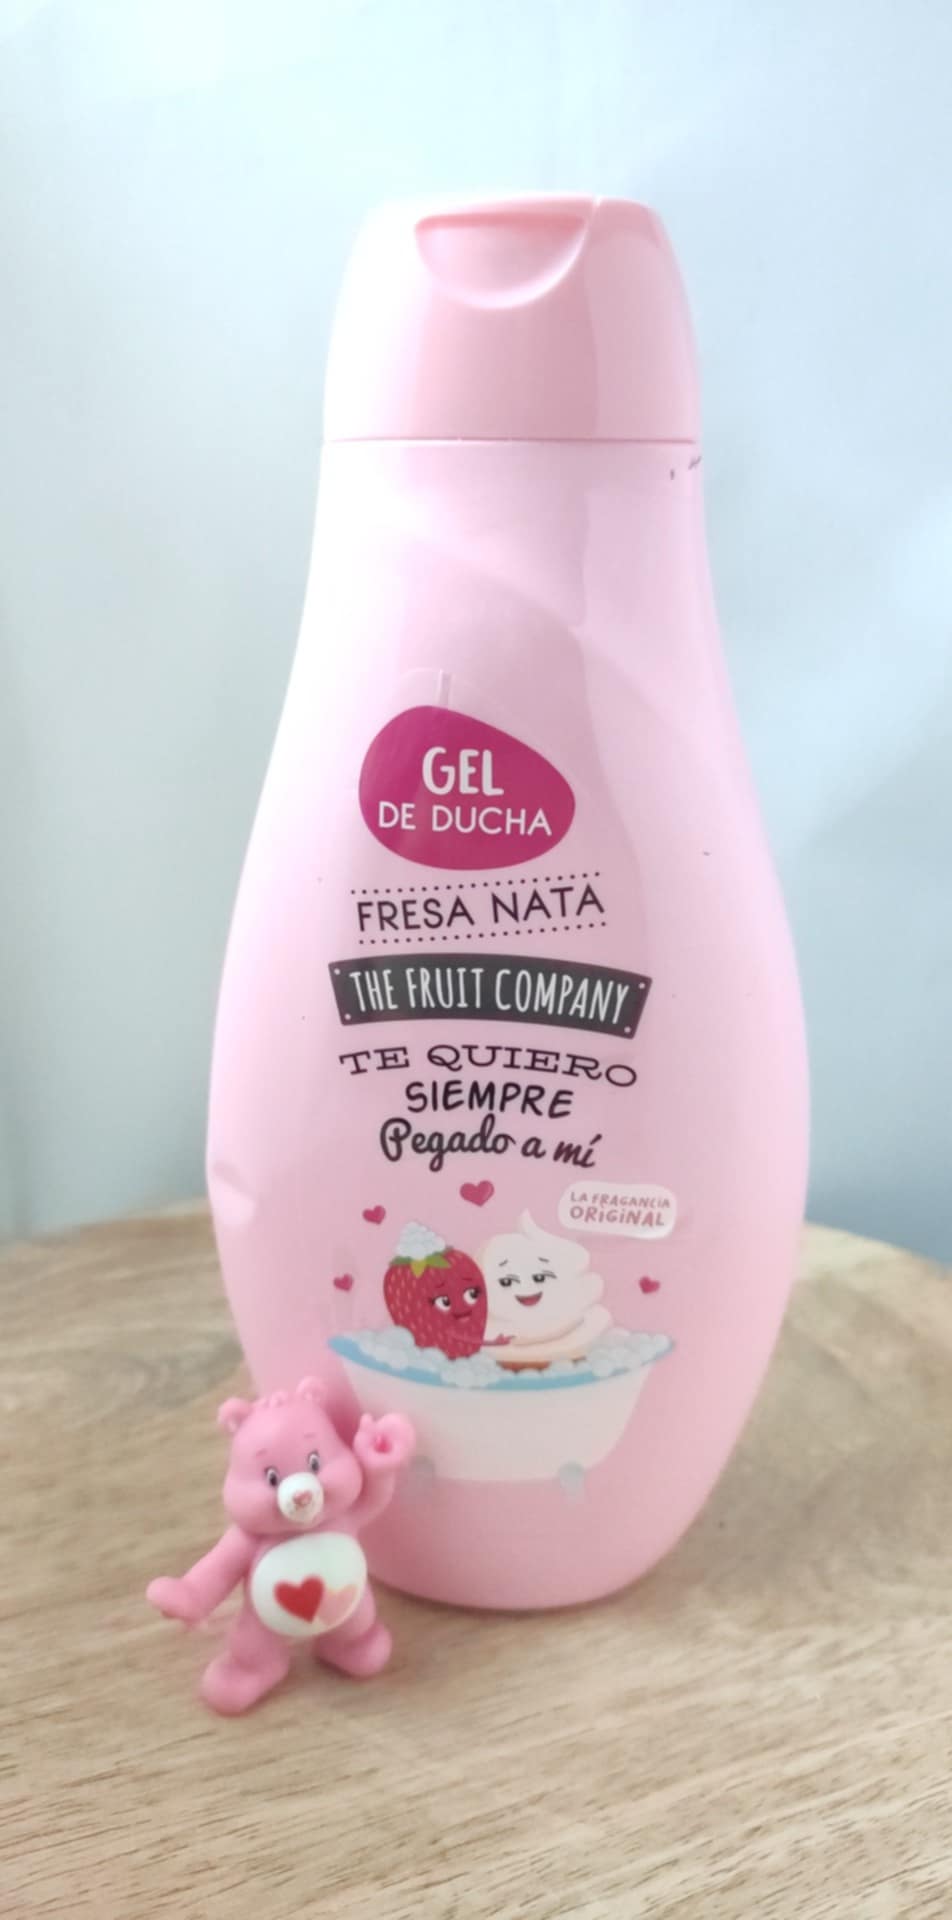 GEL
DE DUCHA
FRESA NATA
THE FRUIT COMPANY
TE QUIERO
SIEMPRE
Pegado a mí
LA FRAGANCIA
ORIGINAL